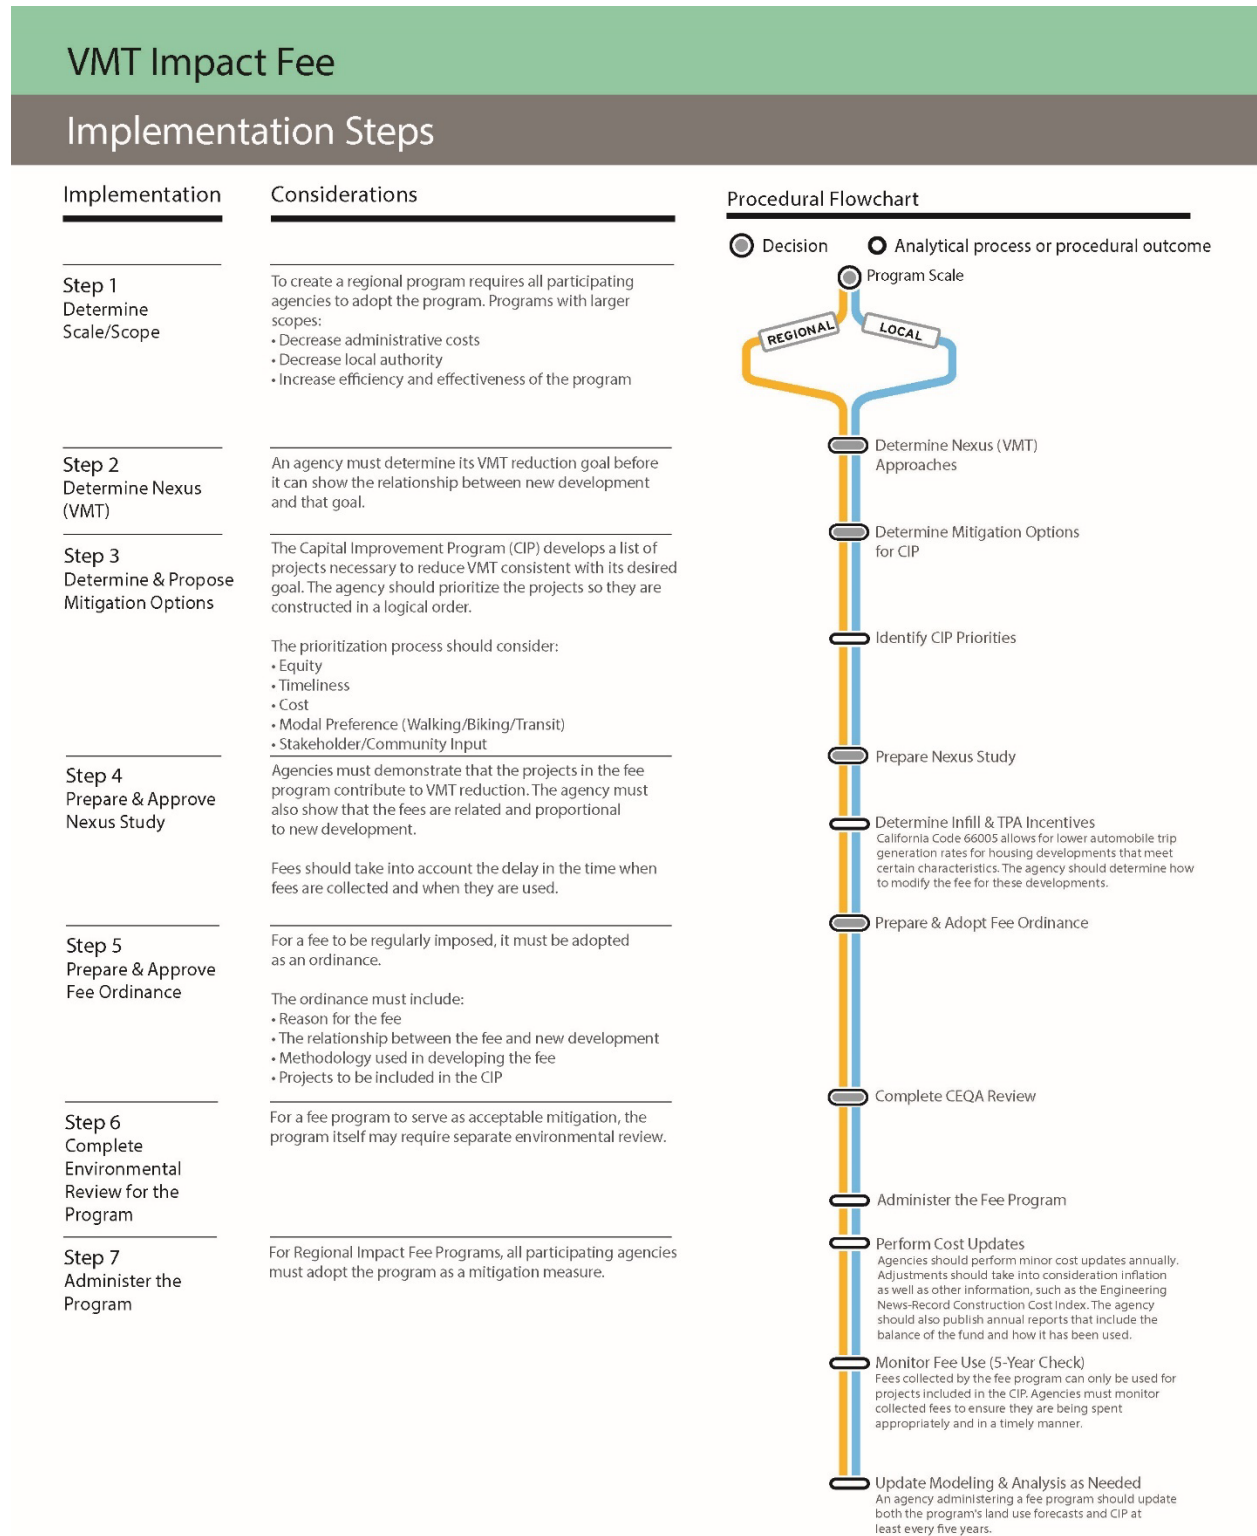 VMT Impact Fee
Implementation Steps
Implementation
Considerations
Step 1
Determine
Scale/Scope
To create a regional program requires all participating
agencies to adopt the program. Programs with larger
scopes:
• Decrease administrative costs
• Decrease local authority
• Increase efficiency and effectiveness of the program
Step 2
Determine Nexus
(VMT)
An agency must determine its VMT reduction goal before
it can show the relationship between new development
and that goal.
Step 3
Determine & Propose
Mitigation Options
The Capital Improvement Program (CIP) develops a list of
projects necessary to reduce VMT consistent with its desired
goal. The agency should prioritize the projects so they are
constructed in a logical order.
The prioritization process should consider:
• Equity
• Timeliness
• Cost
• Modal Preference (Walking/Biking/Transit)
• Stakeholder/Community Input
Step 4
Prepare & Approve
Nexus Study
Agencies must demonstrate that the projects in the fee
program contribute to VMT reduction. The agency must
also show that the fees are related and proportional
to new development.
Fees should take into account the delay in the time when
fees are collected and when they are used.
Step 5
Prepare & Approve
Fee Ordinance
For a fee to be regularly imposed, it must be adopted
as an ordinance.
The ordinance must include:
• Reason for the fee
• The relationship between the fee and new development
• Methodology used in developing the fee
• Projects to be included in the CIP
Step 6
Complete
Environmental
Review for the
Program
For a fee program to serve as acceptable mitigation, the
program itself may require separate environmental review.
Step 7
Administer the
Program
For Regional Impact Fee Programs, all participating agencies
must adopt the program as a mitigation measure.
Procedural Flowchart
Decision
Analytical process or procedural outcome
Program Scale
REGIONAL
LOCAL
Determine Nexus (VMT)
Approaches
Determine Mitigation Options
for CIP
Identify CIP Priorities
Prepare Nexus Study
Determine Infill & TPA Incentives
California Code 66005 allows for lower automobile trip
generation rates for housing developments that meet
certain characteristics. The agency should determine how
to modify the fee for these developments.
Prepare & Adopt Fee Ordinance
Complete CEQA Review
Administer the Fee Program
Perform Cost Updates
Agencies should perform minor cost updates annually.
Adjustments should take into consideration inflation
as well as other information, such as the Engineering
News-Record Construction Cost Index. The agency
should also publish annual reports that include the
balance of the fund and how it has been used.
Monitor Fee Use (5-Year Check)
Fees collected by the fee program can only be used for
projects included in the CIP. Agencies must monitor
collected fees to ensure they are being spent
appropriately and in a timely manner.
Update Modeling & Analysis as Needed
An agency administering a fee program should update
both the program's land use forecasts and CIP at
least every five years.